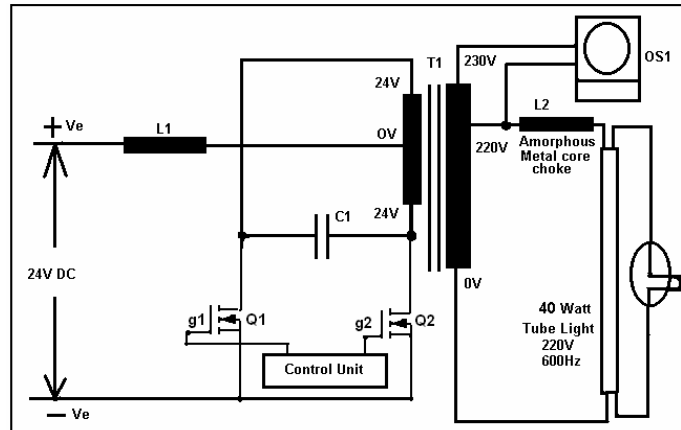 T1
230V
OS1
24V
+ Ve
L1
0V
L2
220V
Amorphous
Metal core
choke
C1
24V
24V DC
0V
g1
Q1
g2
Q2
40 Watt
Tube Light
220V
600Hz
Control Unit
— Ve